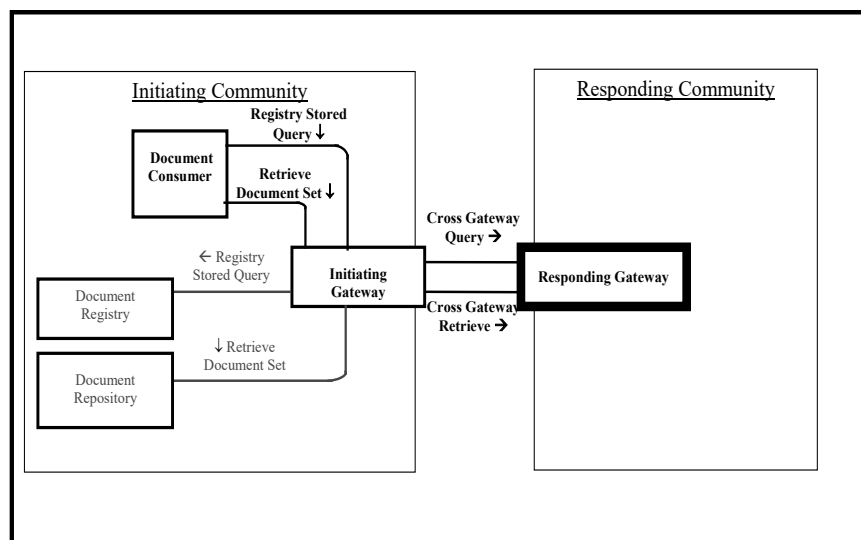 Initiating Community
Responding Community
Registry Stored
Query ↓
Document
Consumer
Retrieve
Document Set ↓
Cross Gateway
Query →
← Registry
Stored Query
Initiating
Gateway
Responding Gateway
Document
Registry
Cross Gateway
Retrieve →
↓ Retrieve
Document Set
Document
Repository